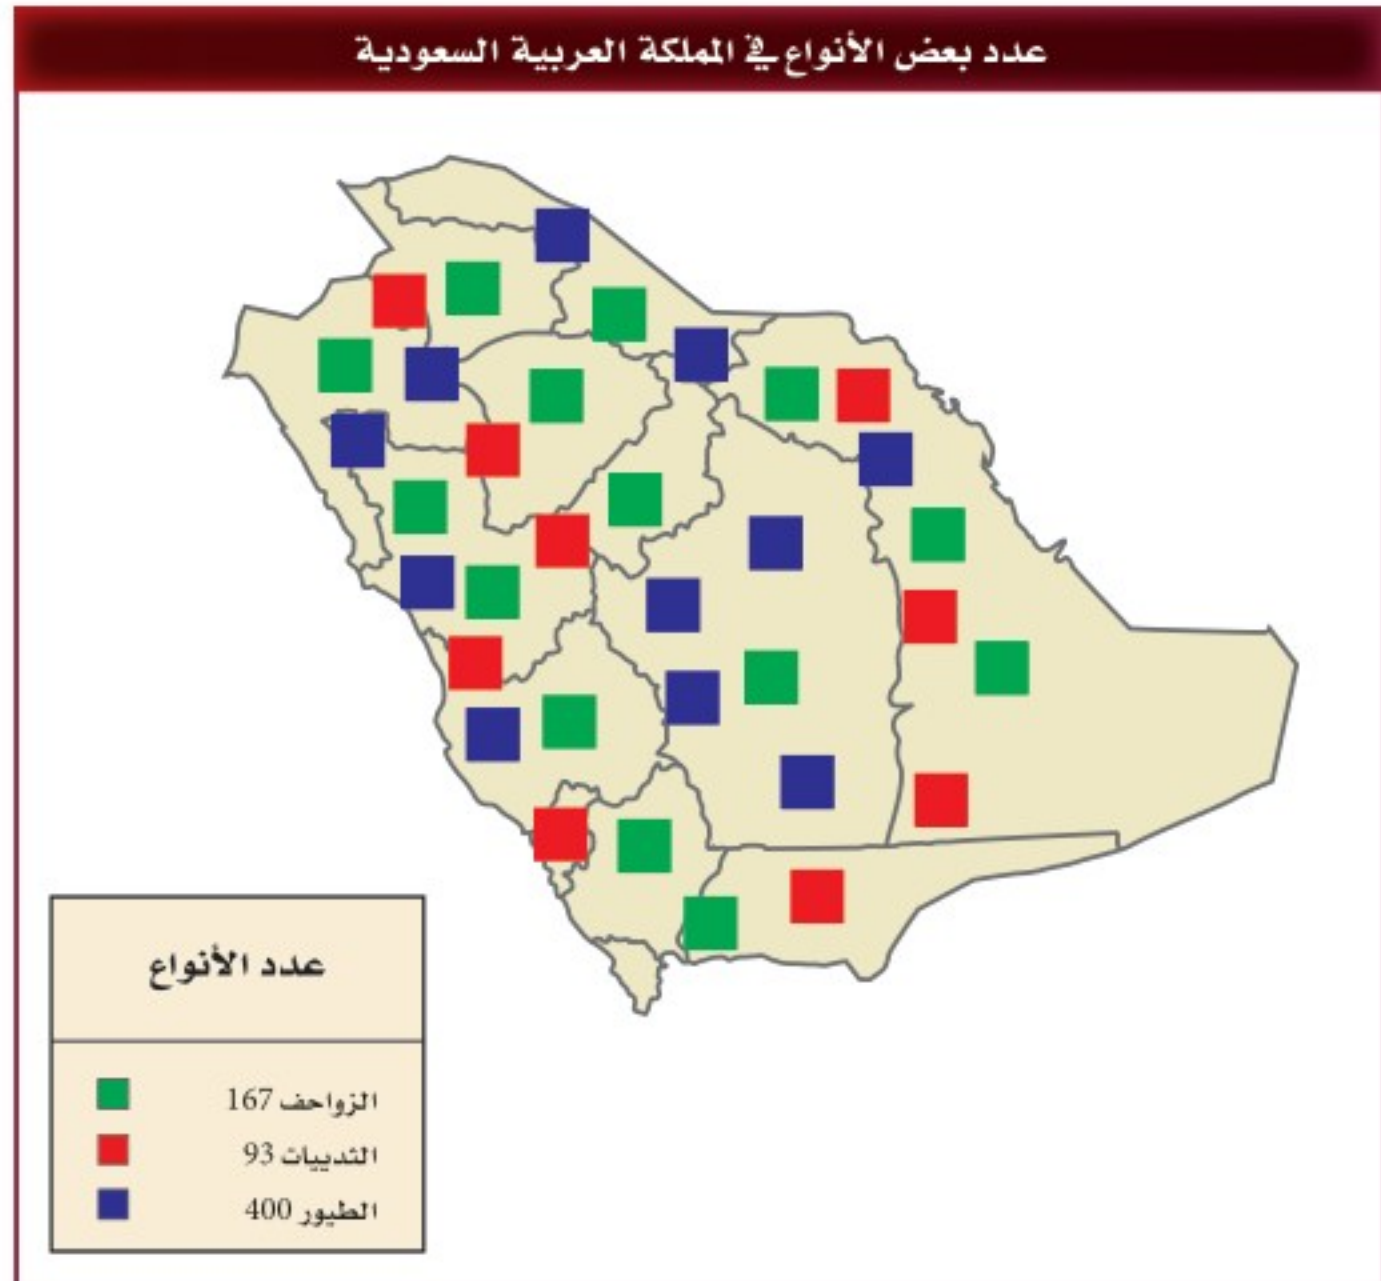 عدد بعض الأنواع في المملكة العربية السعودية
عدد الأنواع
الزواحف 167
الثدييات 93
الطيور 400